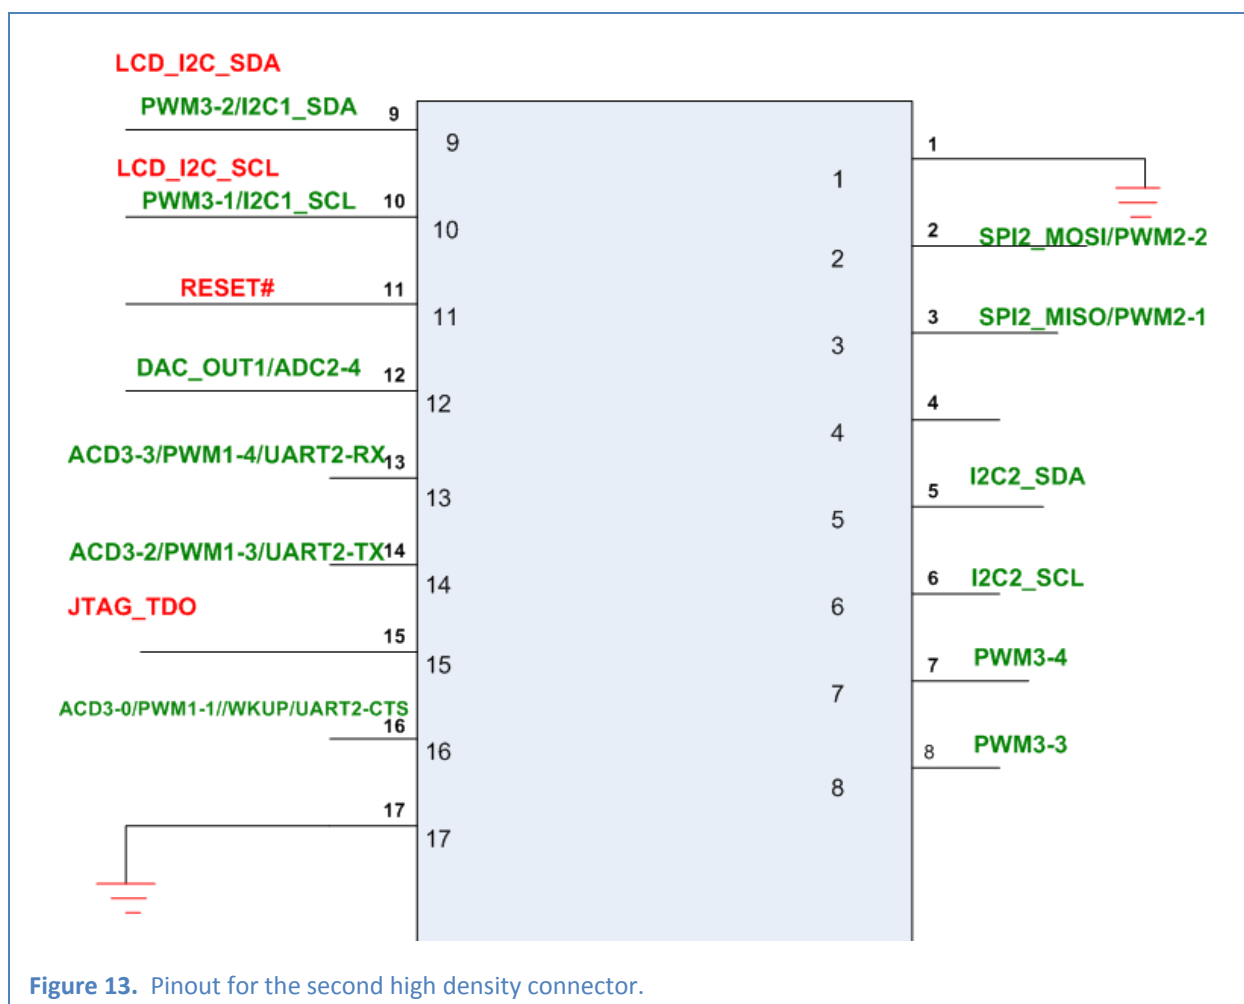 LCD_I2C_SDA
PWM3-2/I2C1_SDA 9
9
LCD_I2C_SCL
PWM3-1/I2C1_SCL 10
10
RESET# 11
11
DAC_OUT1/ADC2-4 12
12
ACD3-3/PWM1-4/UART2-RX 13
13
ACD3-2/PWM1-3/UART2-TX 14
14
JTAG_TDO
15
15
ACD3-0/PWM1-1//WKUP/UART2-CTS
16
16
17
17
1
1
2 SPI2_MOSI/PWM2-2
2
3 SPI2_MISO/PWM2-1
3
4
4
I2C2_SDA
5
5
6 I2C2_SCL
6
7 PWM3-4
7
8 PWM3-3
8
Figure 13. Pinout for the second high density connector.